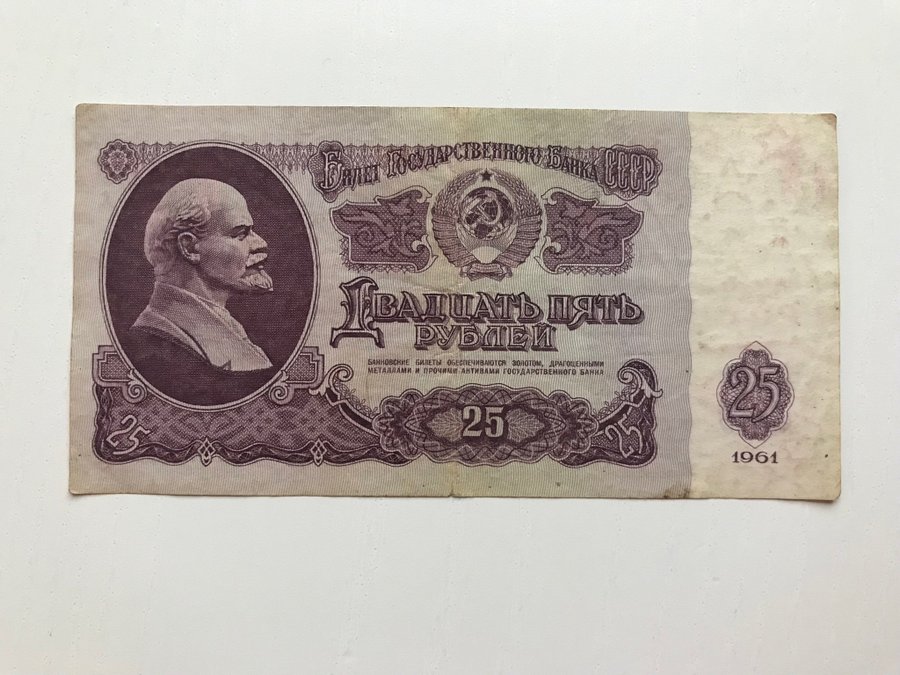 Билет Государственного Банка СССР
Двадцать пять
рублей
БАНКОВСКИЕ БИЛЕТЫ ОБЕСПЕЧИВАЮТСЯ ЗОЛОТОМ, ДРАГОЦЕННЫМИ
МЕТАЛЛАМИ И ПРОЧИМИ АКТИВАМИ ГОСУДАРСТВЕННОГО БАНКА
25
25
25
25
1961